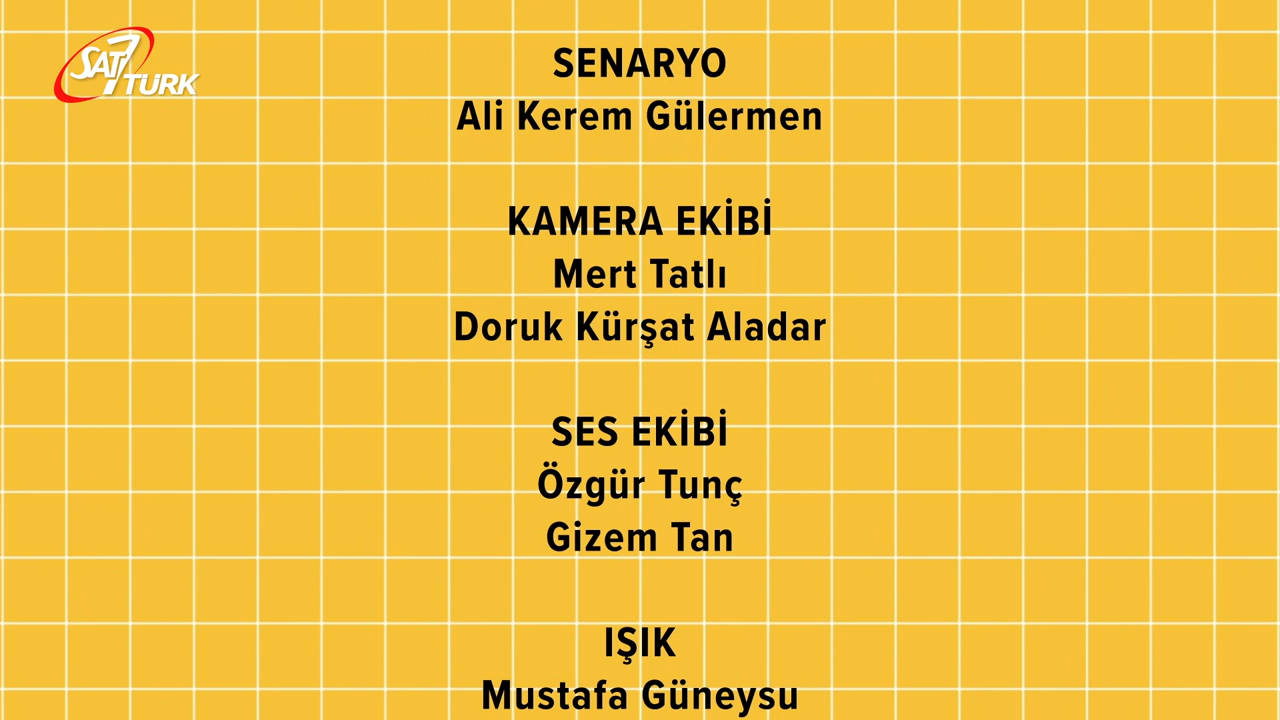 SAT7
TÜRK
SENARYO
Ali Kerem Gülermen
KAMERA EKİBİ
Mert Tatlı
Doruk Kürşat Aladar
SES EKİBİ
Özgür Tunç
Gizem Tan
IŞIK
Mustafa Güneysu